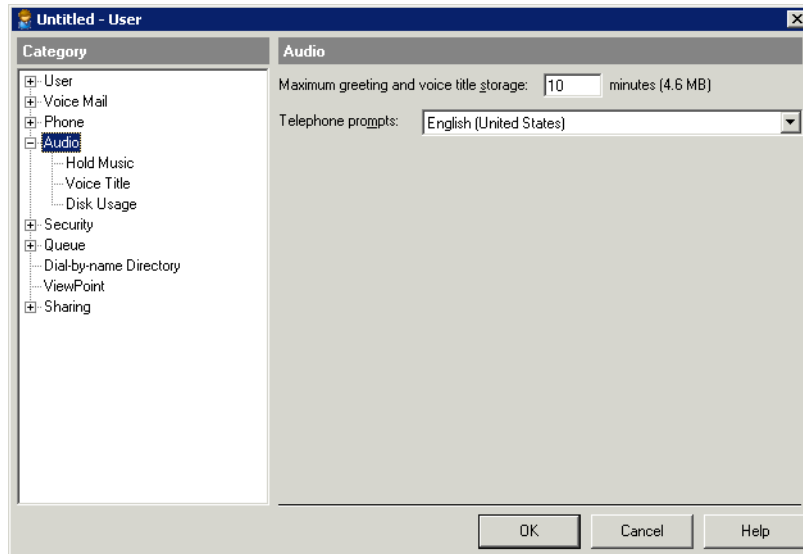 Untitled - User
Category
User
Voice Mail
Phone
Audio
Hold Music
Voice Title
Disk Usage
Security
Queue
Dial-by-name Directory
ViewPoint
Sharing
Audio
Maximum greeting and voice title storage: 10 minutes (4.6 MB)
Telephone prompts: English (United States)
OK Cancel Help